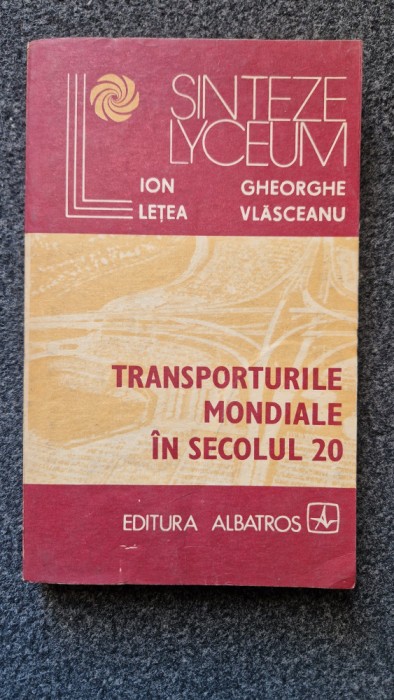 SINTEZE
LYCEUM
ION GHEORGHE
LEȚEA VLĂSCEANU
TRANSPORTURILE
MONDIALE
ÎN SECOLUL 20
EDITURA ALBATROS